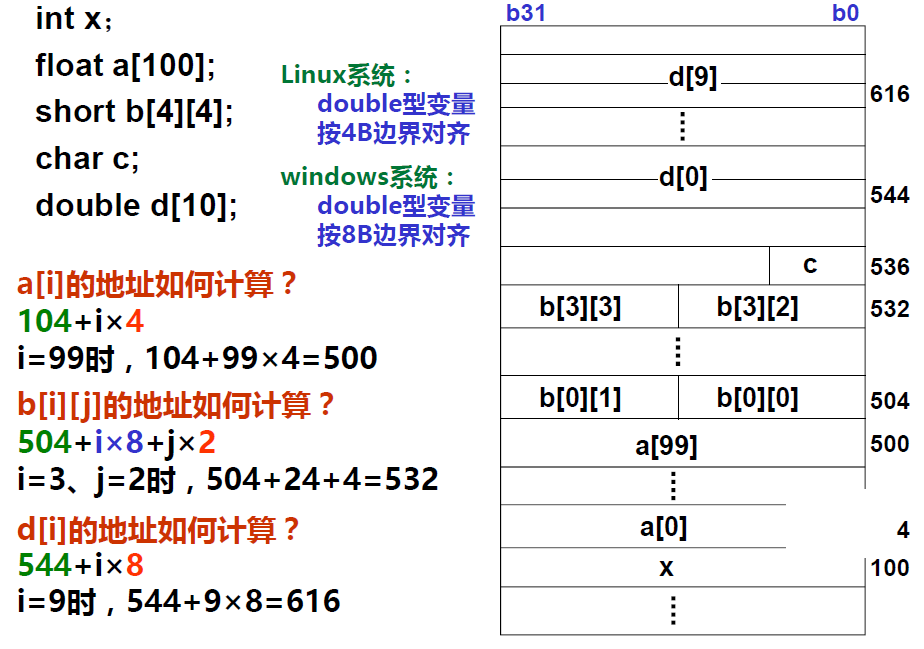 int x;
float a[100];
short b[4][4];
char c;
double d[10];
Linux系统：
double型变量
按4B边界对齐
windows系统：
double型变量
按8B边界对齐
a[i]的地址如何计算？
104+i×4
i=99时，104+99×4=500
b[i][j]的地址如何计算？
504+i×8+j×2
i=3、j=2时，504+24+4=532
d[i]的地址如何计算？
544+i×8
i=9时，544+9×8=616
b31 b0
d[9]
616
d[0]
544
c 536
b[3][3] b[3][2] 532
b[0][1] b[0][0] 504
a[99] 500
a[0] 4
x 100